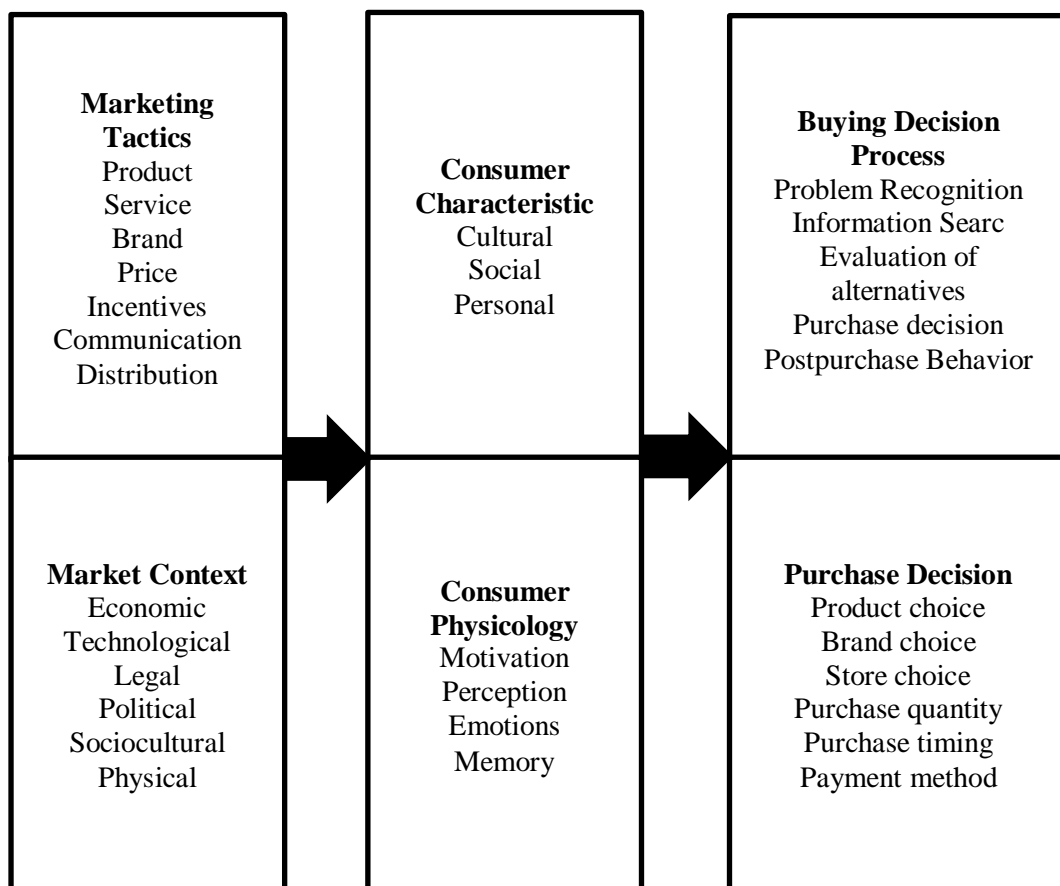 Marketing
Tactics
Product
Service
Brand
Price
Incentives
Communication
Distribution
Market Context
Economic
Technological
Legal
Political
Sociocultural
Physical
Consumer
Characteristic
Cultural
Social
Personal
Consumer
Physicology
Motivation
Perception
Emotions
Memory
Buying Decision
Process
Problem Recognition
Information Searc
Evaluation of
alternatives
Purchase decision
Postpurchase Behavior
Purchase Decision
Product choice
Brand choice
Store choice
Purchase quantity
Purchase timing
Payment method